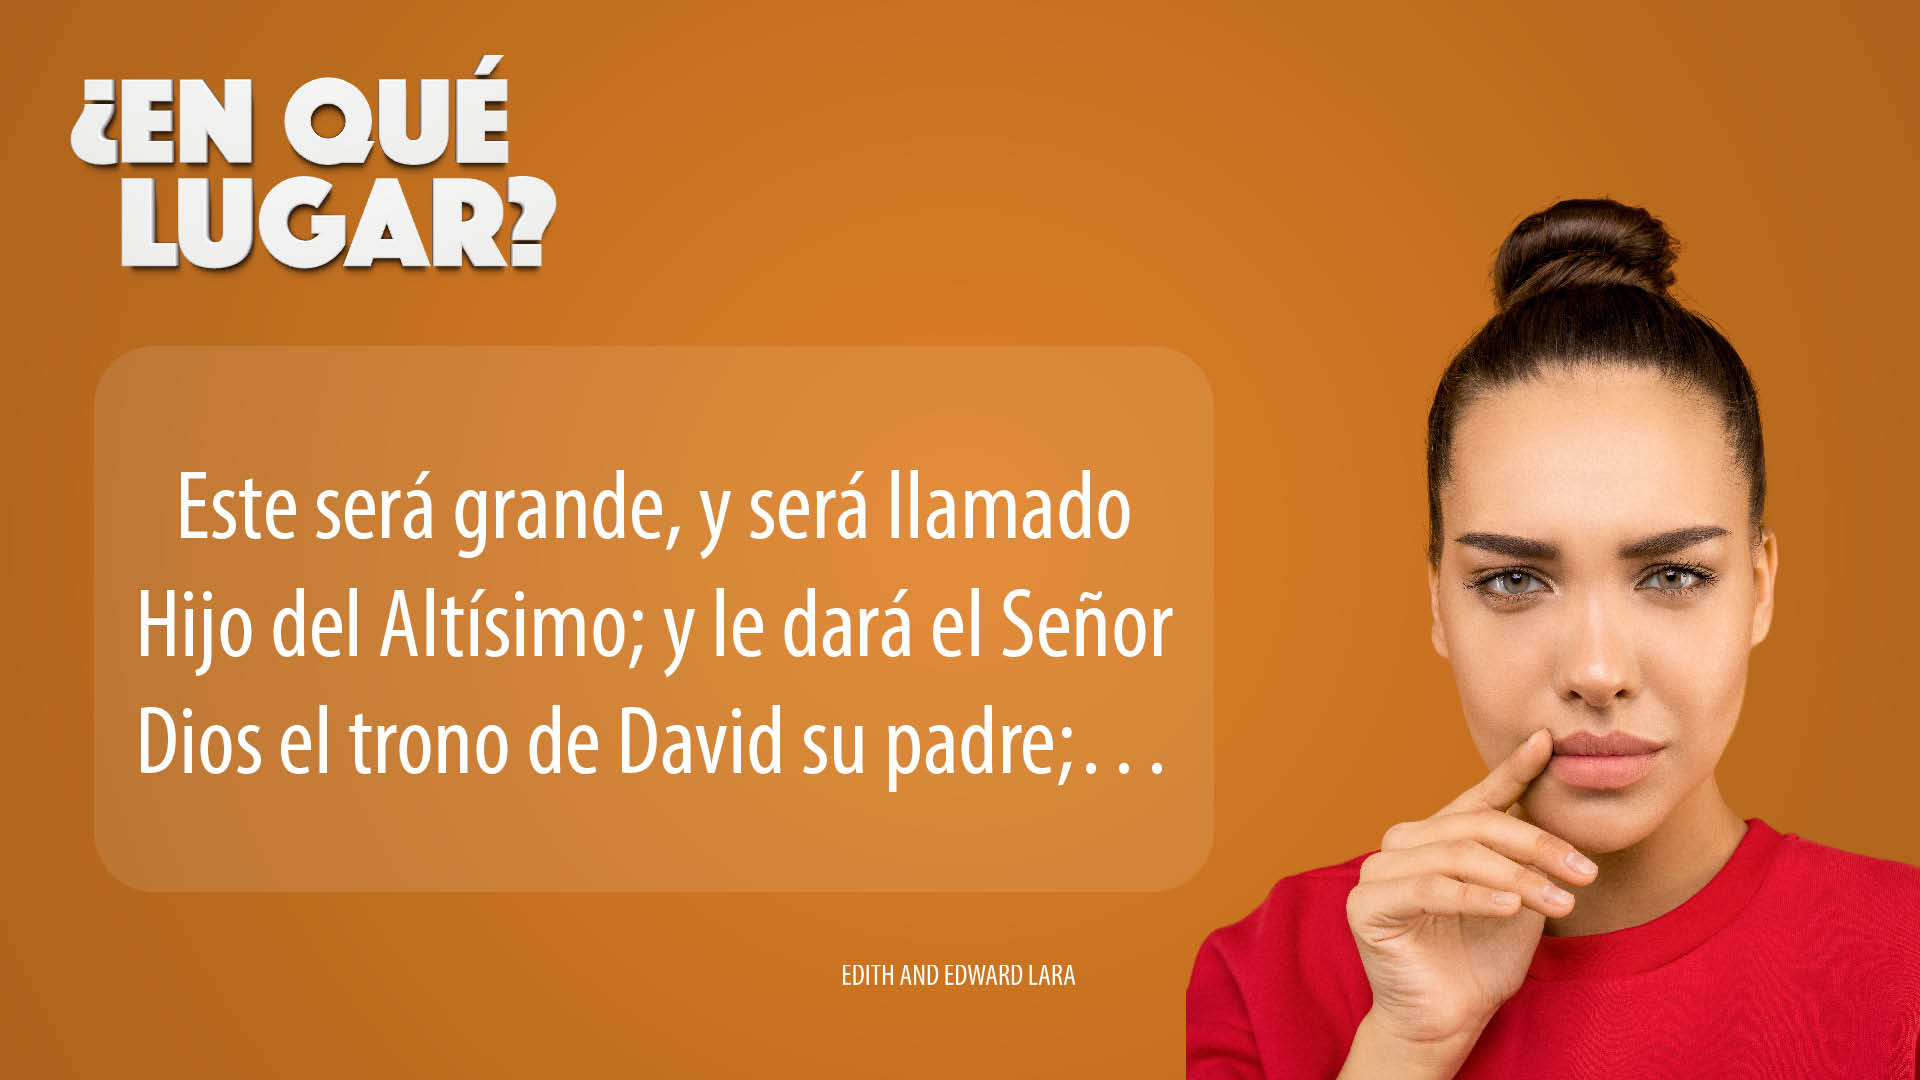 ¿EN QUÉ
LUGAR?
Este será grande, y será llamado
Hijo del Altísimo; y le dará el Señor
Dios el trono de David su padre;...
EDITH AND EDWARD LARA